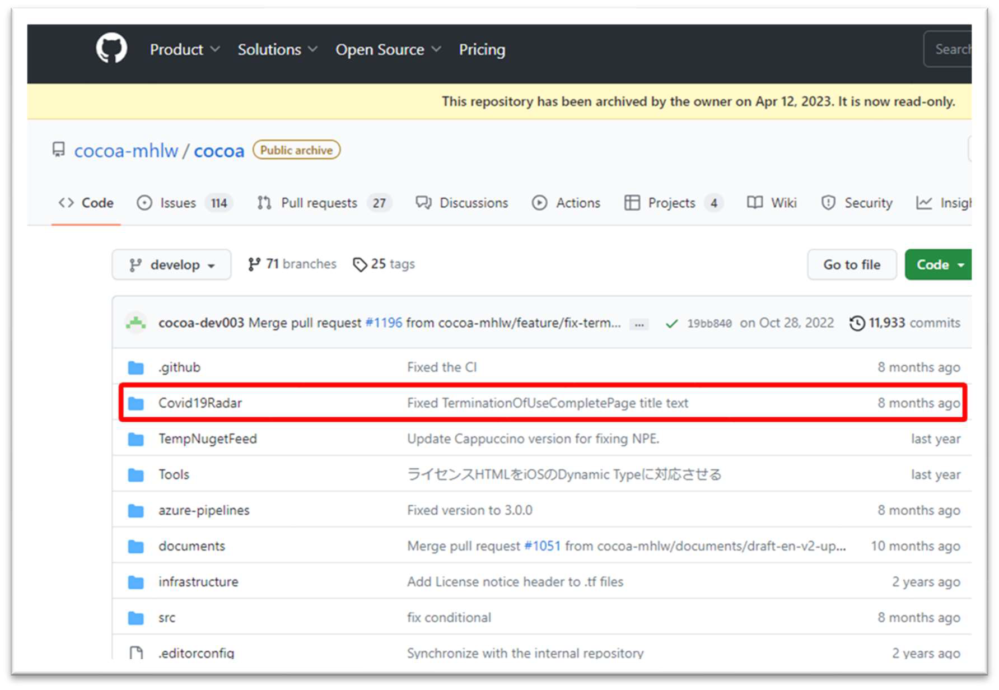 Product Solutions Open Source Pricing Search
This repository has been archived by the owner on Apr 12, 2023. It is now read-only.
cocoa-mhlw / cocoa Public archive
Code Issues 114 Pull requests 27 Discussions Actions Projects 4 Wiki Security Insigh
develop 71 branches 25 tags Go to file Code
cocoa-dev003 Merge pull request #1196 from cocoa-mhlw/feature/fix-term... ... 19bb840 on Oct 28, 2022 11,933 commits
.github Fixed the CI 8 months ago
Covid19Radar Fixed TerminationOfUseCompletePage title text 8 months ago
TempNugetFeed Update Cappuccino version for fixing NPE. last year
Tools ライセンスHTMLをiOSのDynamic Typeに対応させる last year
azure-pipelines Fixed version to 3.0.0 8 months ago
documents Merge pull request #1051 from cocoa-mhlw/documents/draft-en-v2-up... 10 months ago
infrastructure Add License notice header to .tf files 2 years ago
src fix conditional 8 months ago
.editorconfig Synchronize with the internal repository 2 years ago